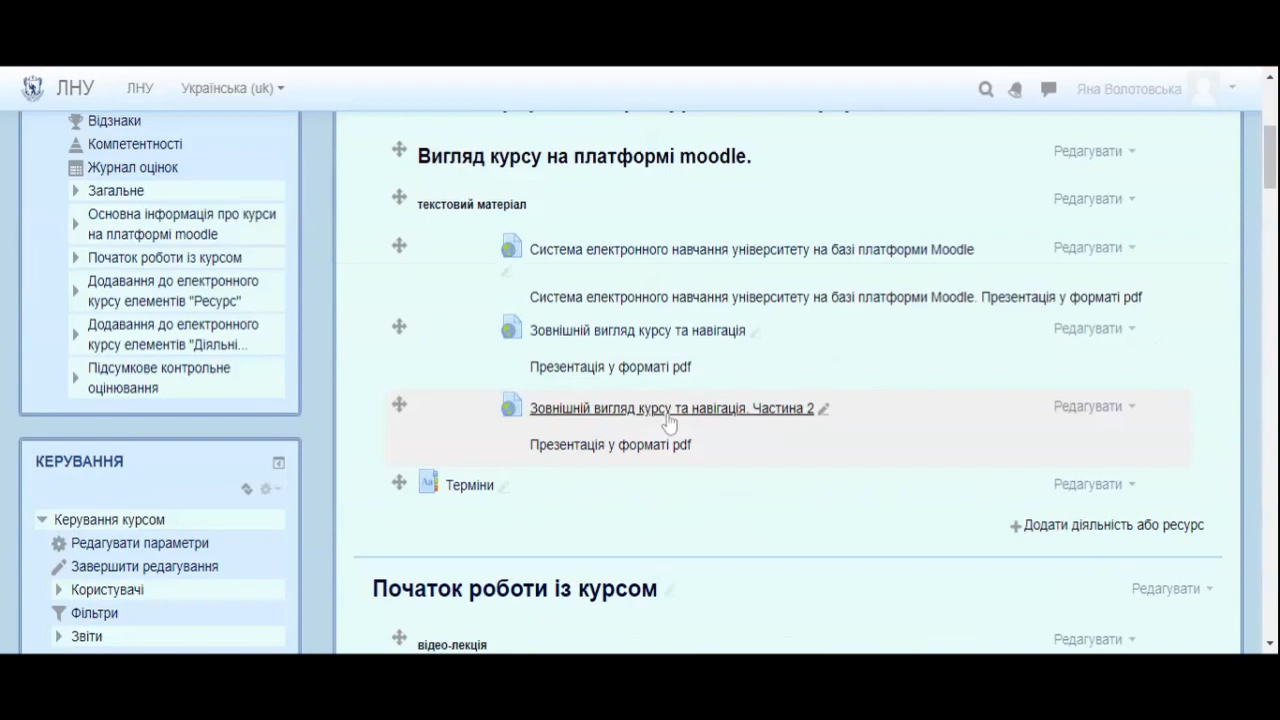 ЛНУ
ЛНУ
Українська (uk)
Яна Волотовська
Відзнаки
Компетентності
Журнал оцінок
Загальне
Основна інформація про курси
на платформі moodle
Початок роботи із курсом
Додавання до електронного
курсу елементів "Ресурс"
Додавання до електронного
курсу елементів "Діяльні...
Підсумкове контрольне
оцінювання
КЕРУВАННЯ
Керування курсом
Редагувати параметри
Завершити редагування
Користувачі
Фільтри
Звіти
Вигляд курсу на платформі moodle.
Редагувати
текстовий матеріал
Редагувати
Система електронного навчання університету на базі платформи Moodle
Редагувати
Система електронного навчання університету на базі платформи Moodle. Презентація у форматі pdf
Зовнішній вигляд курсу та навігація
Редагувати
Презентація у форматі pdf
Зовнішній вигляд курсу та навігація. Частина 2
Редагувати
Презентація у форматі pdf
Терміни
Редагувати
Додати діяльність або ресурс
Початок роботи із курсом
Редагувати
відео-лекція
Редагувати